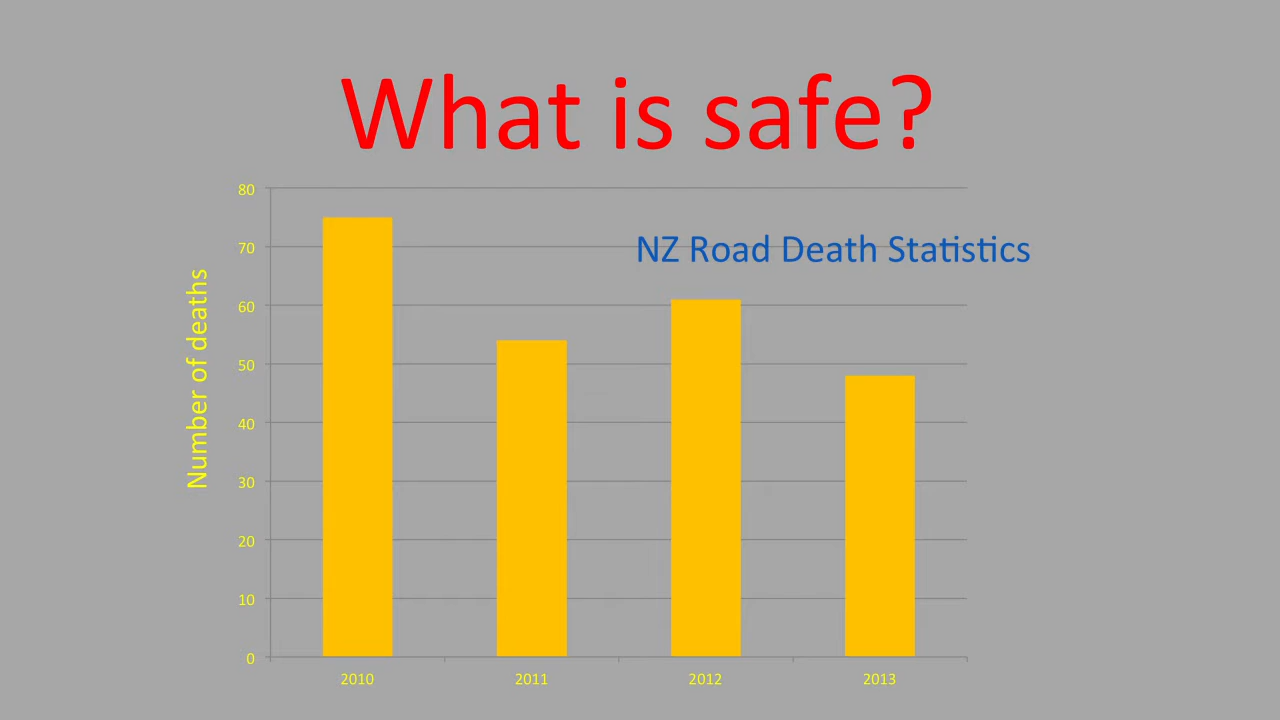 What is safe?
NZ Road Death Statistics
Number of deaths
80
70
60
50
40
30
20
10
0
2010 2011 2012 2013